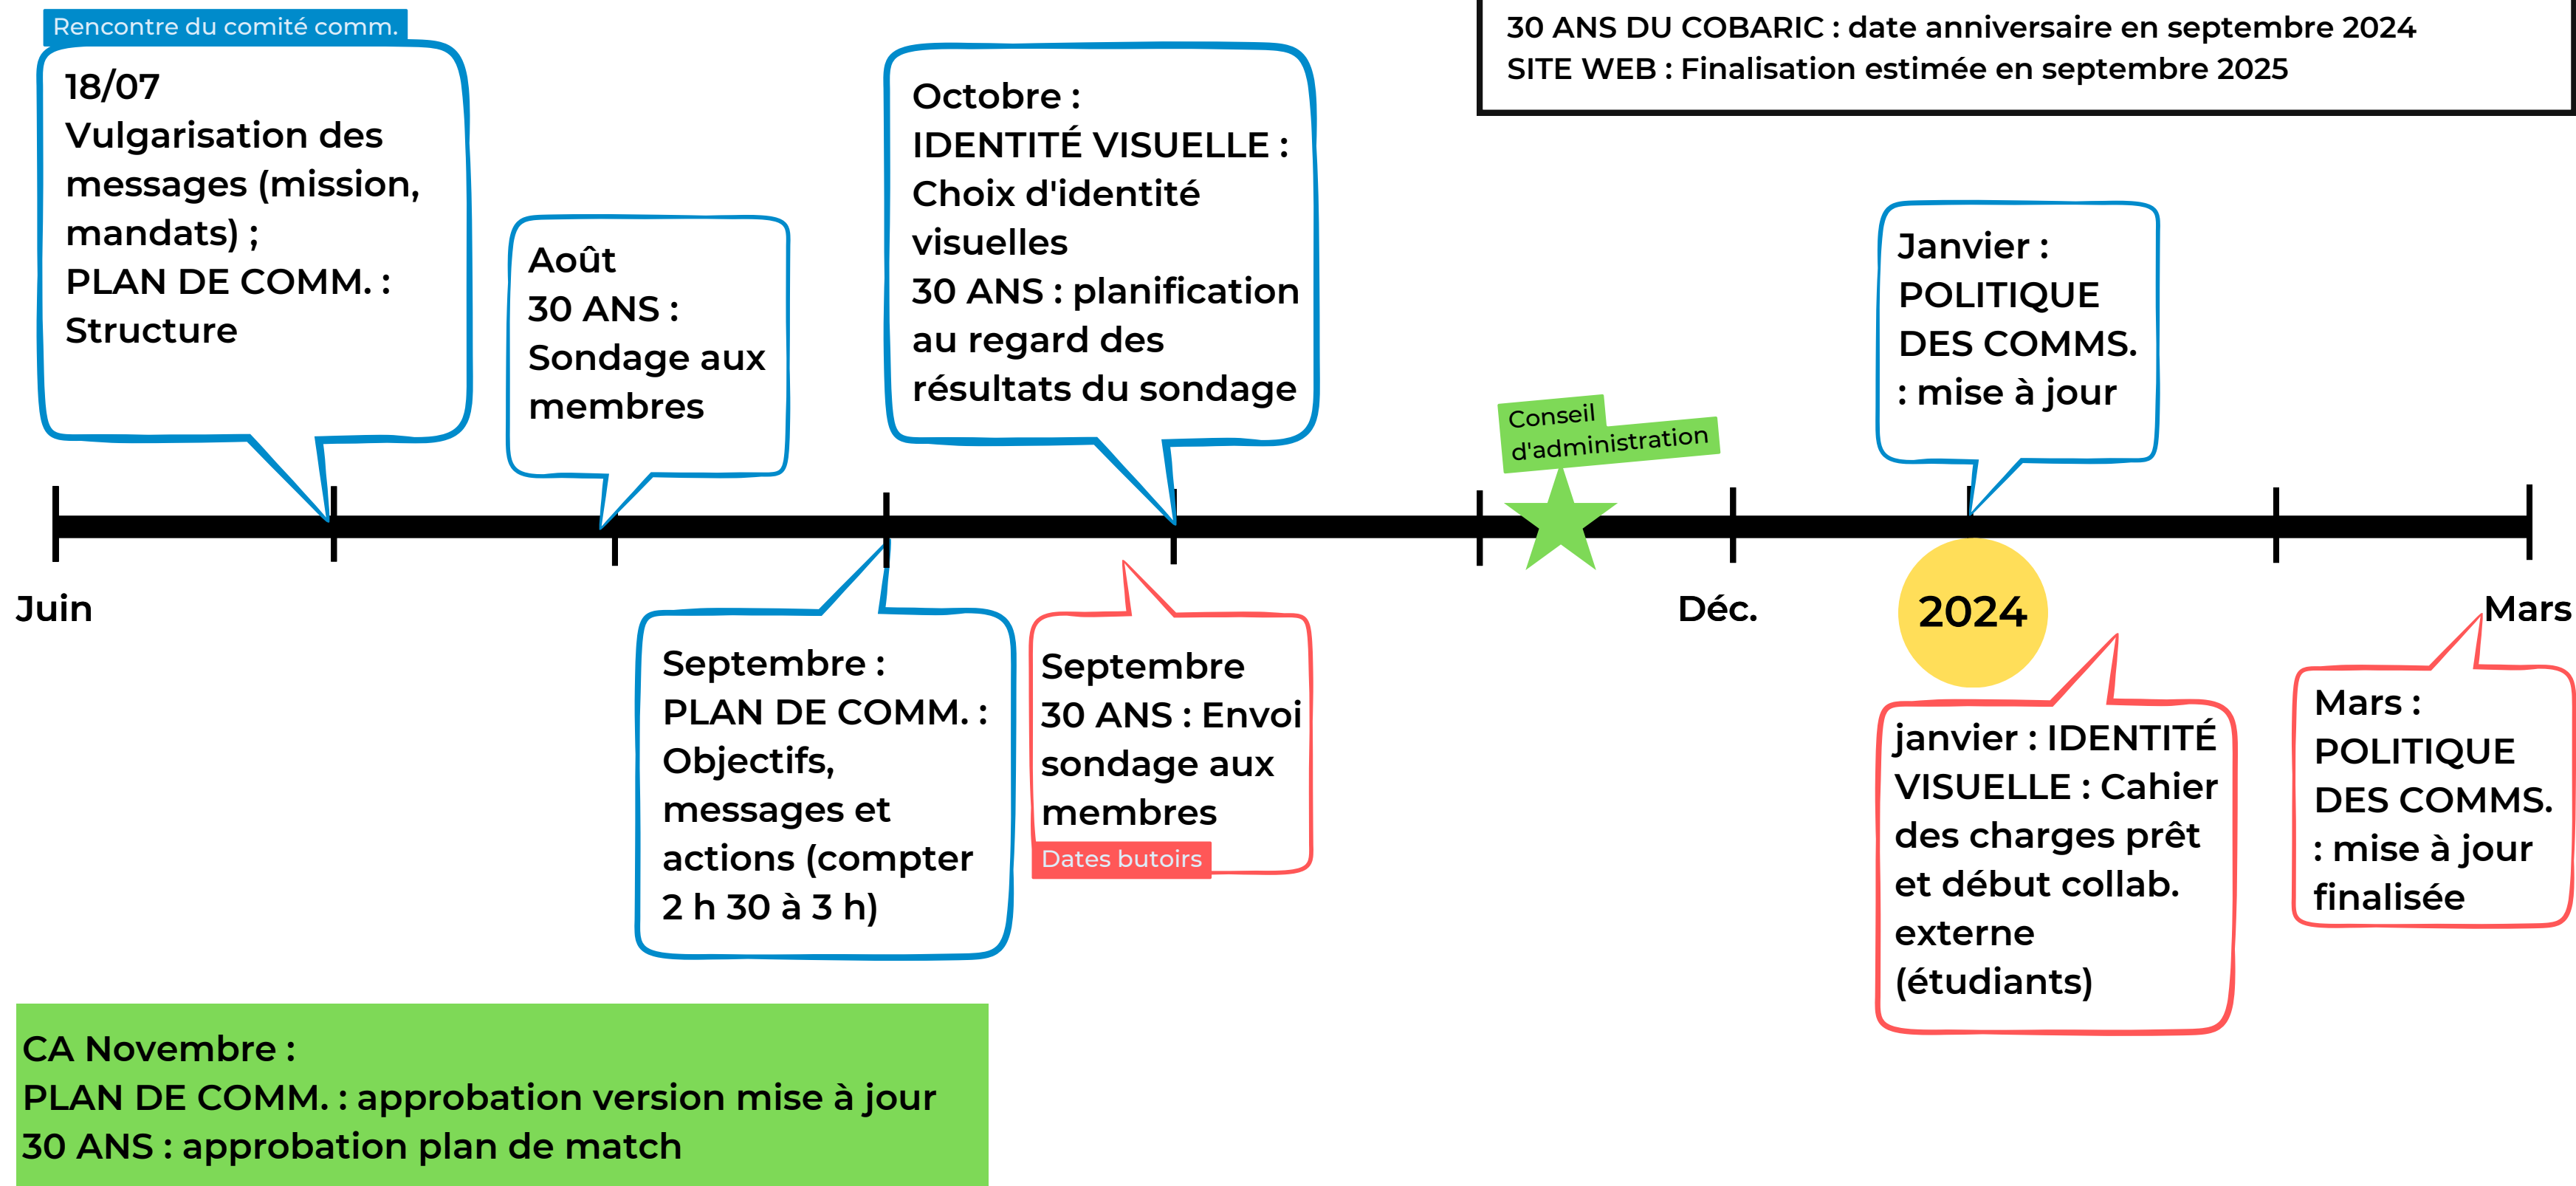 Rencontre du comité comm.
18/07
Vulgarisation des
messages (mission,
mandats) ;
PLAN DE COMM. :
Structure
Août
30 ANS :
Sondage aux
membres
Octobre :
IDENTITÉ VISUELLE :
Choix d'identité
visuelles
30 ANS : planification
au regard des
résultats du sondage
30 ANS DU COBARIC : date anniversaire en septembre 2024
SITE WEB : Finalisation estimée en septembre 2025
Conseil
d'administration
Janvier :
POLITIQUE
DES COMMS.
: mise à jour
Juin
Déc.
2024
Mars
Septembre :
PLAN DE COMM. :
Objectifs,
messages et
actions (compter
2 h 30 à 3 h)
Septembre
30 ANS : Envoi
sondage aux
membres
Dates butoirs
janvier : IDENTITÉ
VISUELLE : Cahier
des charges prêt
et début collab.
externe
(étudiants)
Mars :
POLITIQUE
DES COMMS.
: mise à jour
finalisée
CA Novembre :
PLAN DE COMM. : approbation version mise à jour
30 ANS : approbation plan de match